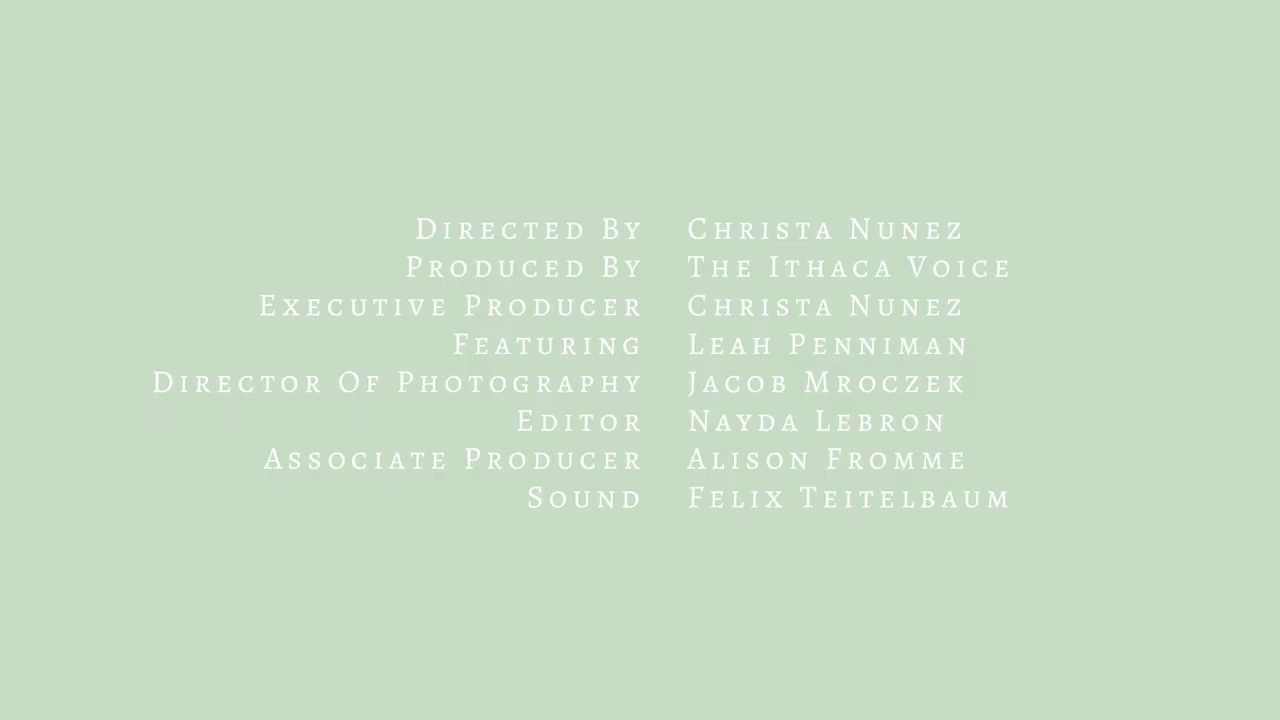 Directed By Christa Nunez
Produced By The Ithaca Voice
Executive Producer Christa Nunez
Featuring Leah Penniman
Director Of Photography Jacob Mroczek
Editor Nayda Lebron
Associate Producer Alison Fromme
Sound Felix Teitelbaum